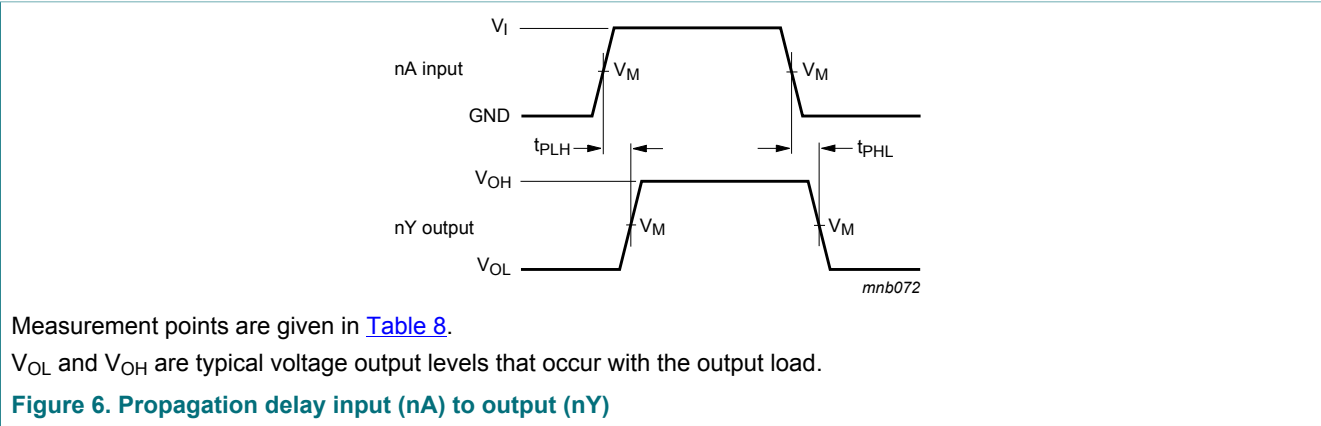 V_I
nA input
V_M V_M
GND
t_PLH t_PHL
V_OH
nY output
V_M V_M
V_OL
mnb072
Measurement points are given in Table 8.
V_OL and V_OH are typical voltage output levels that occur with the output load.
Figure 6. Propagation delay input (nA) to output (nY)